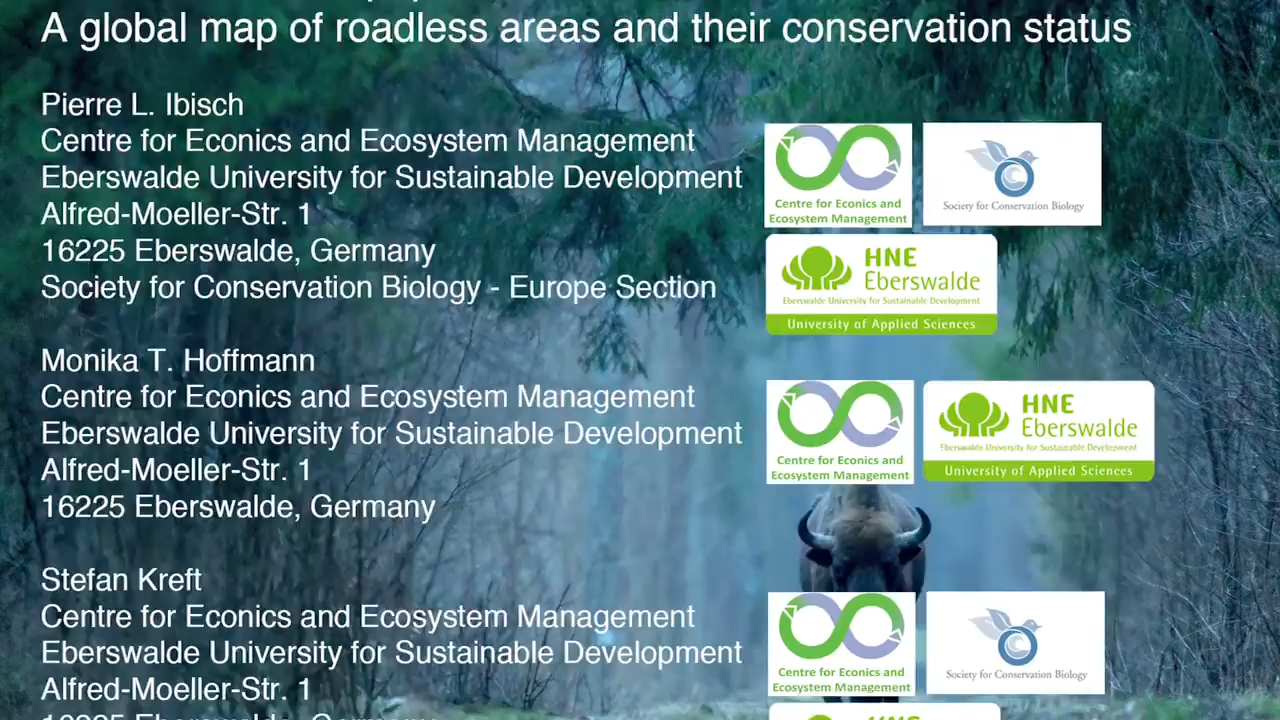 A global map of roadless areas and their conservation status
Pierre L. Ibisch
Centre for Econics and Ecosystem Management
Eberswalde University for Sustainable Development
Alfred-Moeller-Str. 1
16225 Eberswalde, Germany
Society for Conservation Biology - Europe Section
Centre for Econics and
Ecosystem Management
Society for Conservation Biology
HNE
Eberswalde
Eberswalde University for Sustainable Development
University of Applied Sciences
Monika T. Hoffmann
Centre for Econics and Ecosystem Management
Eberswalde University for Sustainable Development
Alfred-Moeller-Str. 1
16225 Eberswalde, Germany
Centre for Econics and
Ecosystem Management
HNE
Eberswalde
Eberswalde University for Sustainable Development
University of Applied Sciences
Stefan Kreft
Centre for Econics and Ecosystem Management
Eberswalde University for Sustainable Development
Alfred-Moeller-Str. 1
Centre for Econics and
Ecosystem Management
Society for Conservation Biology